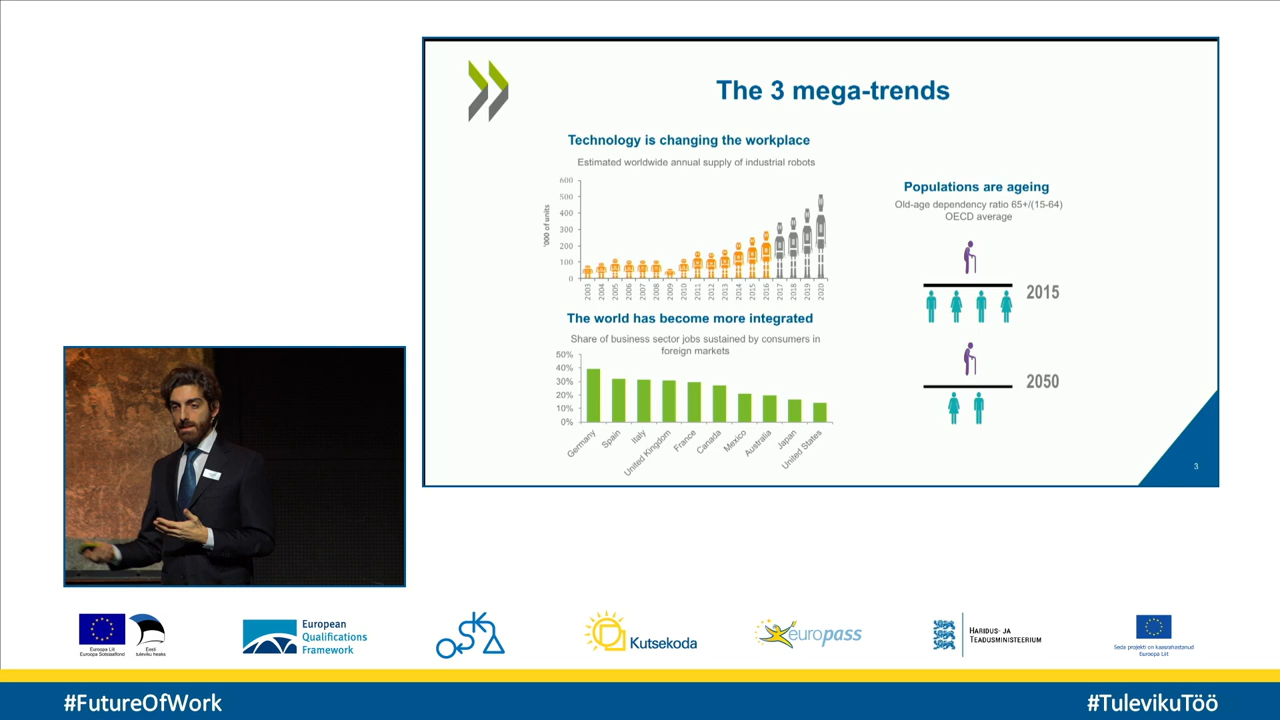 The 3 mega-trends
Technology is changing the workplace
Estimated worldwide annual supply of industrial robots
'000 of units
600
500
400
300
200
100
0
2003 2004 2005 2006 2007 2008 2009 2010 2011 2012 2013 2014 2015 2016 2017 2018 2019 2020
The world has become more integrated
Share of business sector jobs sustained by consumers in
foreign markets
50%
40%
30%
20%
10%
0%
Germany Spain Italy United Kingdom France Canada Mexico Australia Japan United States
Populations are ageing
Old-age dependency ratio 65+/(15-64)
OECD average
2015
2050
3
Euroopa Liit
Euroopa Sotsiaalfond
Eesti
tuleviku heaks
European
Qualifications
Framework
OSKA
Kutsekoda
europass
HARIDUS- JA
TEADUSMINISTEERIUM
Seda projekti on kaasrahastanud
Euroopa Liit
#FutureOfWork
#TulevikuTöö